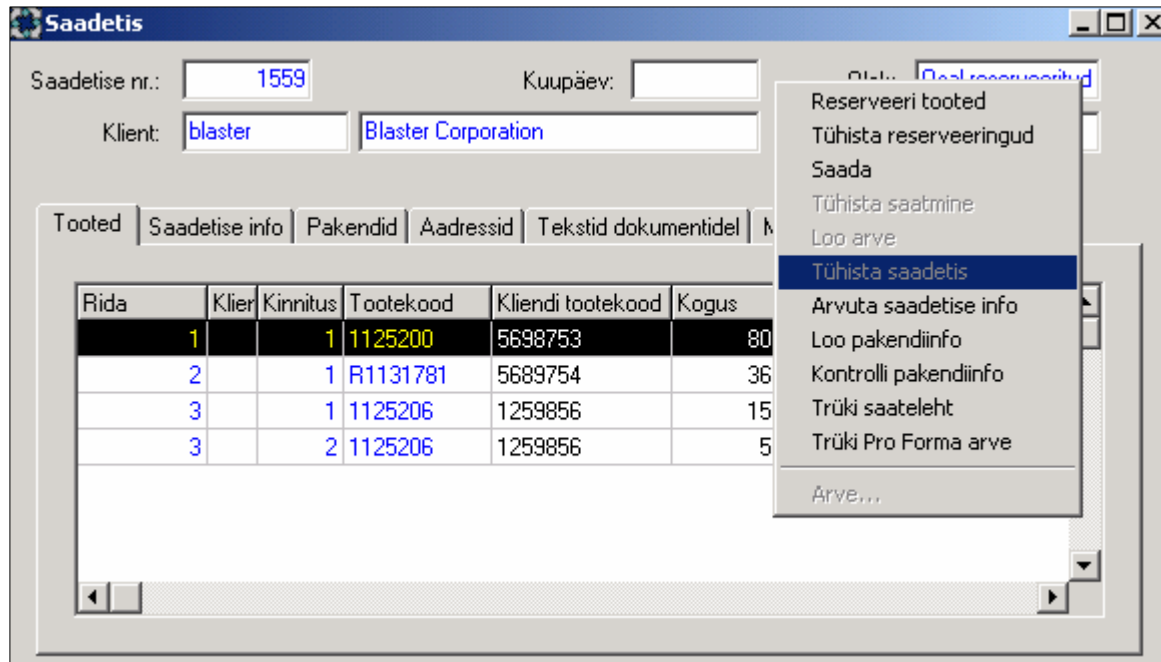 Saadetis
Saadetise nr.: 1559 Kuupäev:
Klient: blaster Blaster Corporation
Tooted Saadetise info Pakendid Aadressid Tekstid dokumentidel
Rida Klier Kinnitus Tootekood Kliendi tootekood Kogus
1 1 1125200 5698753 80
2 1 R1131781 5689754 36
3 1 1125206 1259856 15
3 2 1125206 1259856 5
Reserveeri tooted
Tühista reserveeringud
Saada
Tühista saatmine
Loo arve
Tühista saadetis
Arvuta saadetise info
Loo pakendiinfo
Kontrolli pakendiinfo
Trüki saateleht
Trüki Pro Forma arve
Arve...